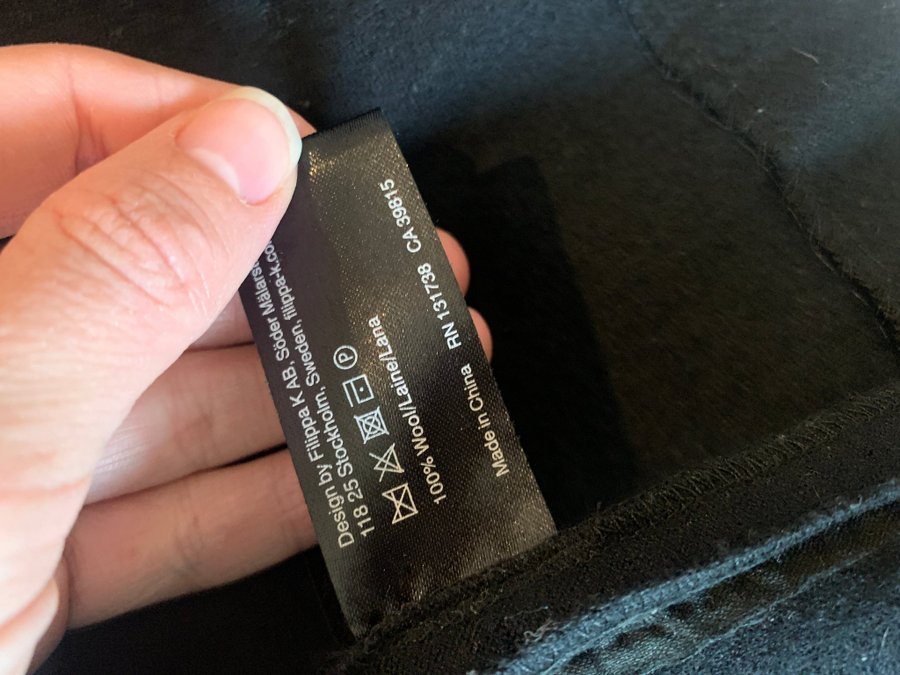 Design by Filippa K AB, Söder
118 25 Stockholm, Sweden, filippa-k.co
P
100% Wool/Laine/Lana
Made in China RN 131738 CA 39815